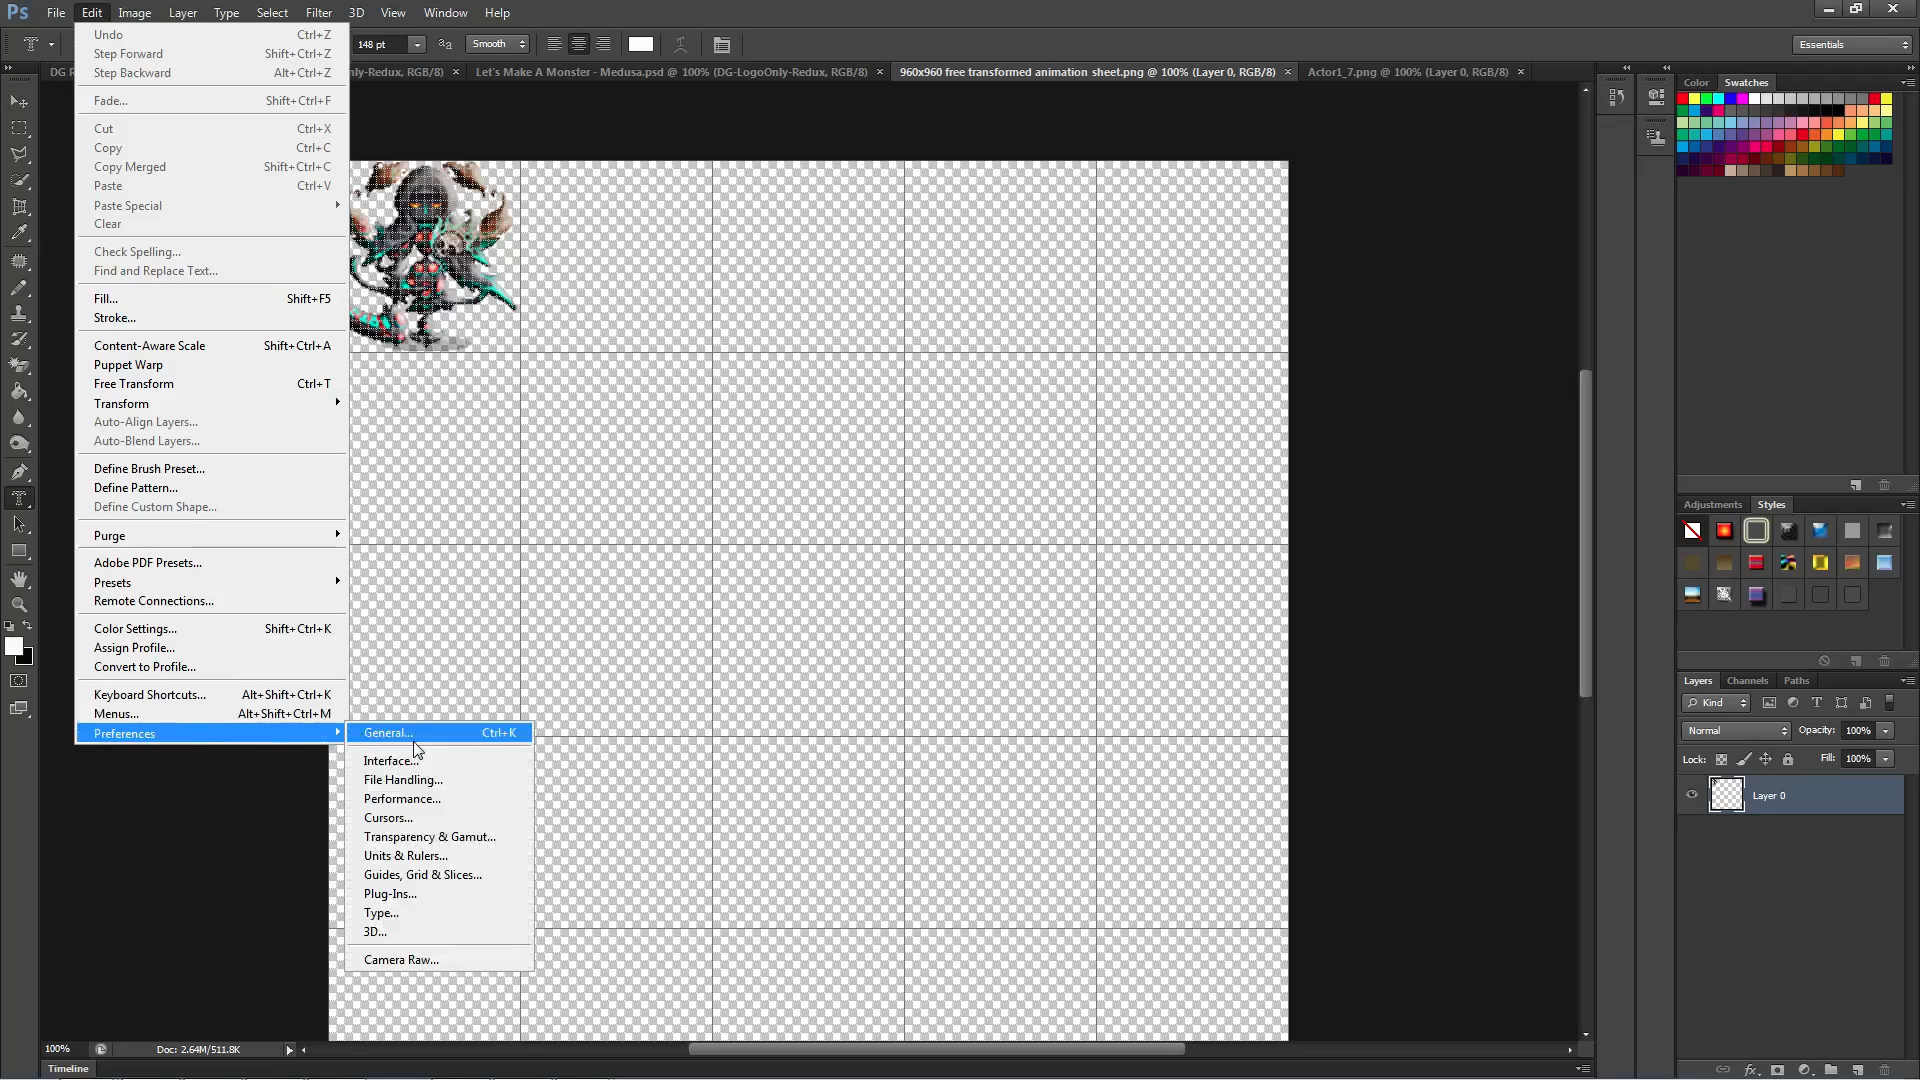 Ps File Edit Image Layer Type Select Filter 3D View Window Help
148 pt Smooth Essentials
nly-Redux, RGB/8) × Let's Make A Monster - Medusa.psd @ 100% (DG-LogoOnly-Redux, RGB/8) × 960x960 free transformed animation sheet.png @ 100% (Layer 0, RGB/8) × Actor1_7.png @ 100% (Layer 0, RGB/8) ×
Undo Ctrl+Z
Step Forward Shift+Ctrl+Z
Step Backward Alt+Ctrl+Z
Fade... Shift+Ctrl+F
Cut Ctrl+X
Copy Ctrl+C
Copy Merged Shift+Ctrl+C
Paste Ctrl+V
Paste Special
Clear
Check Spelling...
Find and Replace Text...
Fill... Shift+F5
Stroke...
Content-Aware Scale Shift+Ctrl+A
Puppet Warp
Free Transform Ctrl+T
Transform
Auto-Align Layers...
Auto-Blend Layers...
Define Brush Preset...
Define Pattern...
Define Custom Shape...
Purge
Adobe PDF Presets...
Presets
Remote Connections...
Color Settings... Shift+Ctrl+K
Assign Profile...
Convert to Profile...
Keyboard Shortcuts... Alt+Shift+Ctrl+K
Menus... Alt+Shift+Ctrl+M
Preferences
General... Ctrl+K
Interface...
File Handling...
Performance...
Cursors...
Transparency & Gamut...
Units & Rulers...
Guides, Grid & Slices...
Plug-Ins...
Type...
3D...
Camera Raw...
Color Swatches
Adjustments Styles
Layers Channels Paths
Kind
Normal Opacity: 100%
Lock: Fill: 100%
Layer 0
100% Doc: 2.64M/511.8K
Timeline